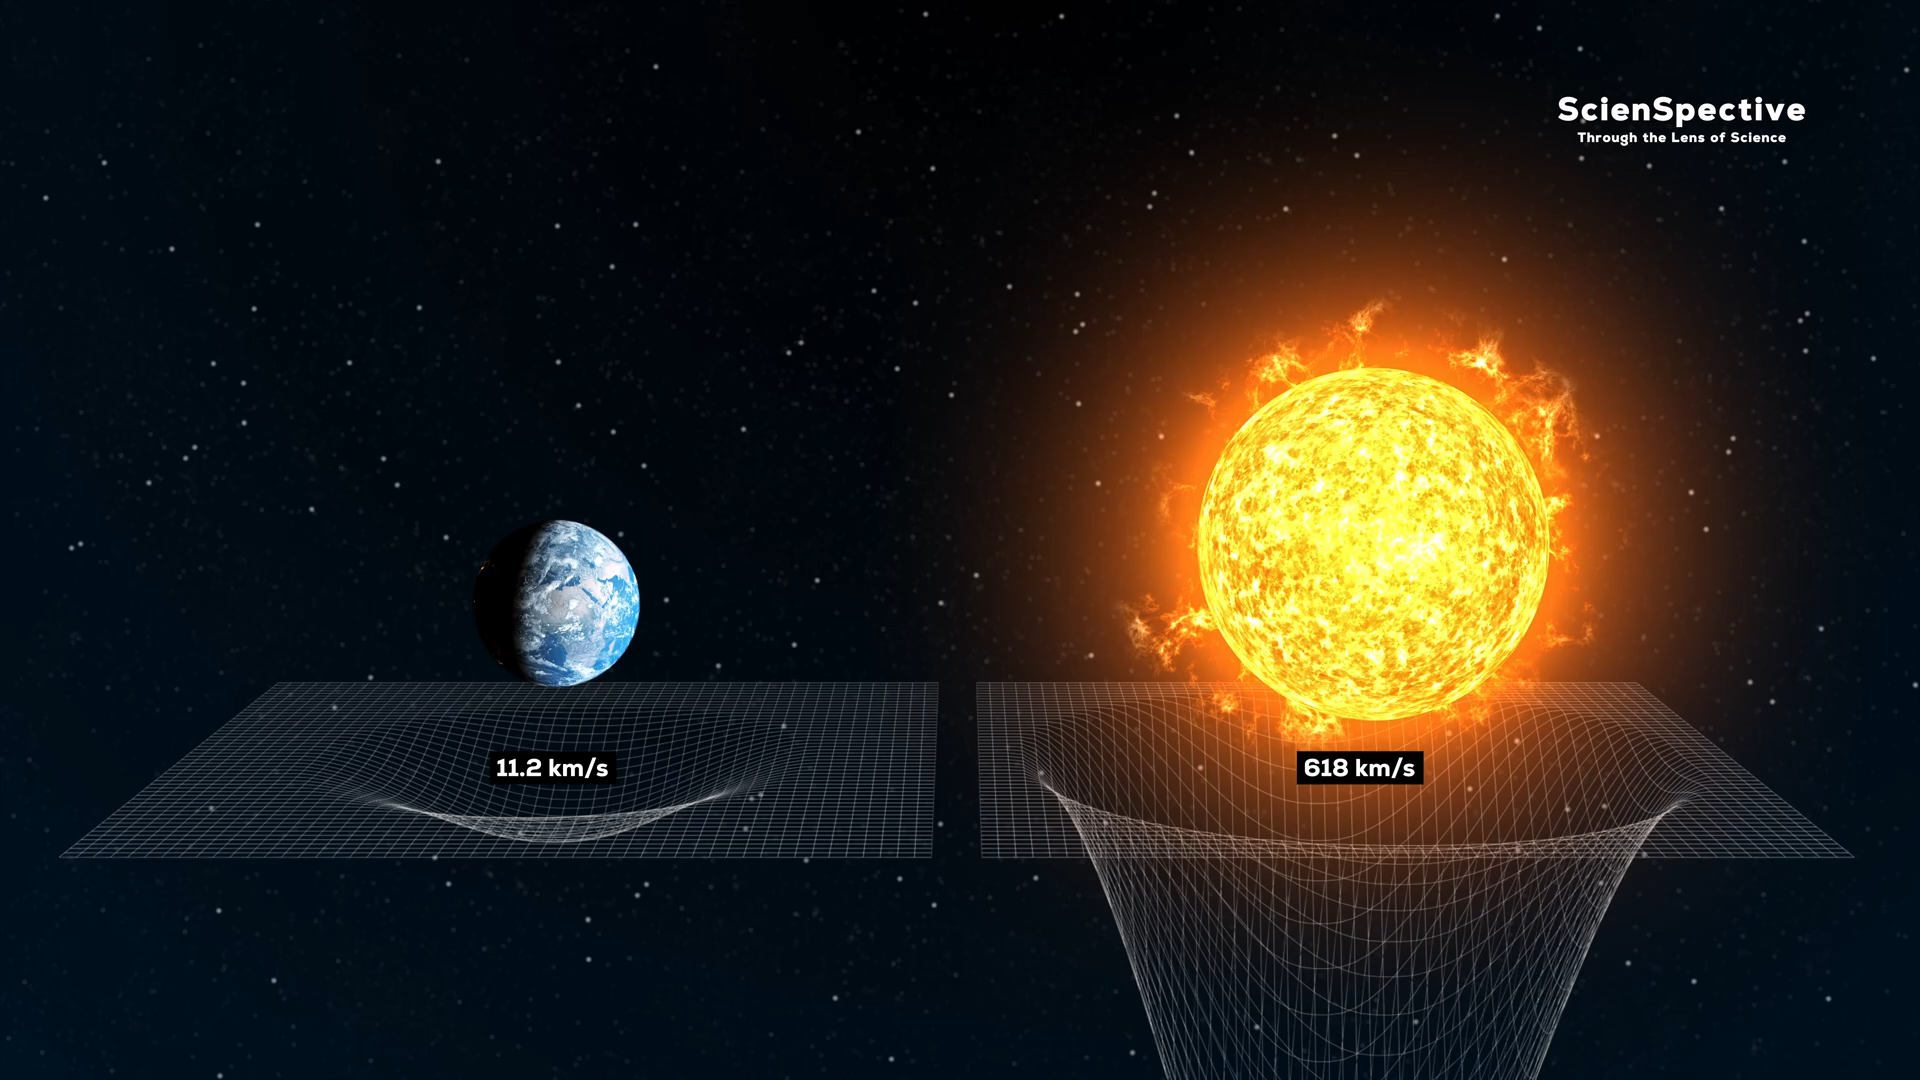 ScienSpective
Through the Lens of Science
11.2 km/s
618 km/s